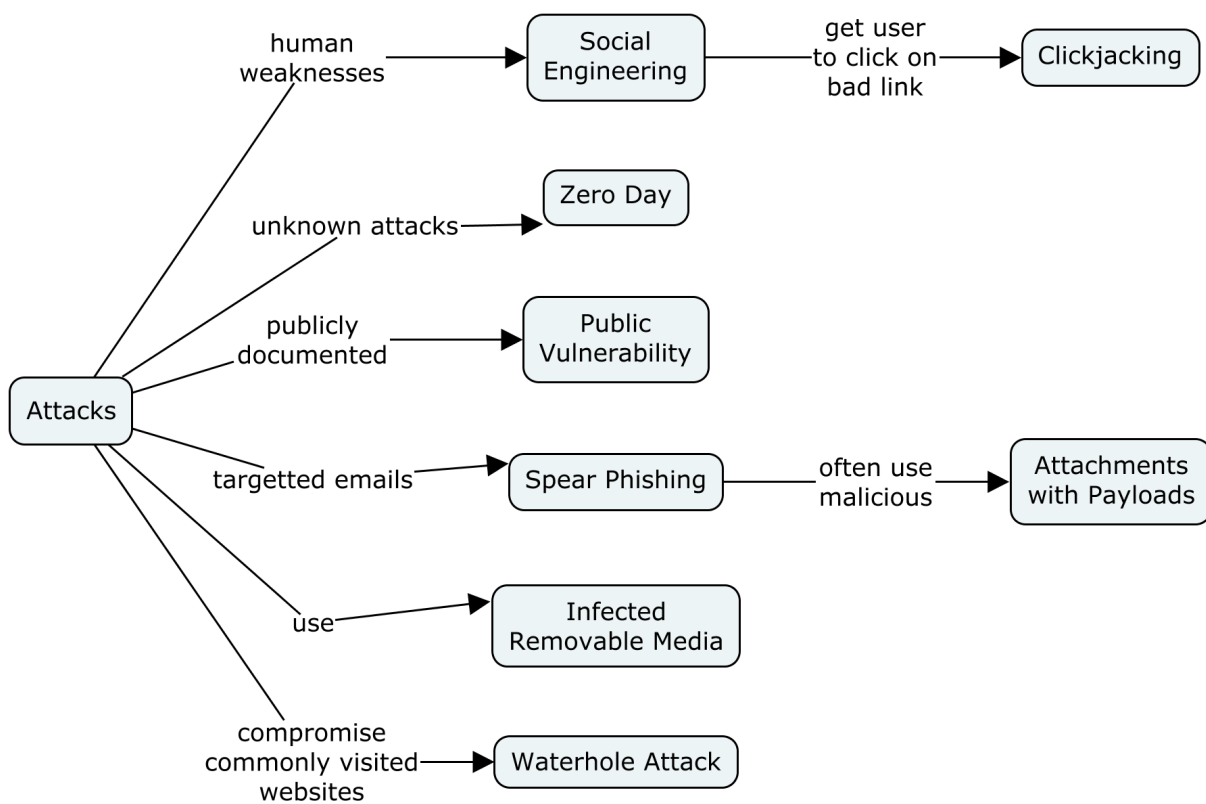 human
weaknesses
Social
Engineering
get user
to click on
bad link
Clickjacking
unknown attacks
Zero Day
publicly
documented
Public
Vulnerability
Attacks
targetted emails
Spear Phishing
often use
malicious
Attachments
with Payloads
use
Infected
Removable Media
compromise
commonly visited
websites
Waterhole Attack